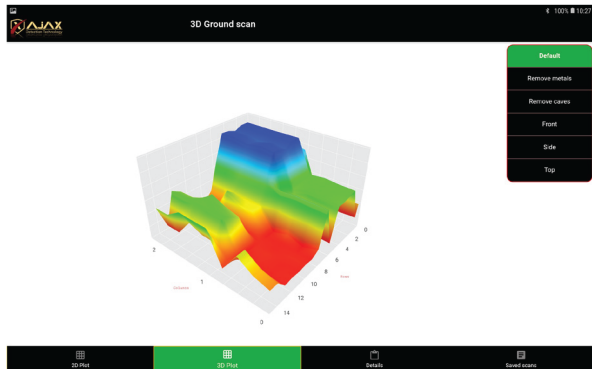 100% 10:27
AJAX
Detection Technology
3D Ground scan
Default
Remove metals
Remove caves
Front
Side
Top
0
2
4
6
8
10
12
14
2
1
0
2D Plot
3D Plot
Details
Saved scans